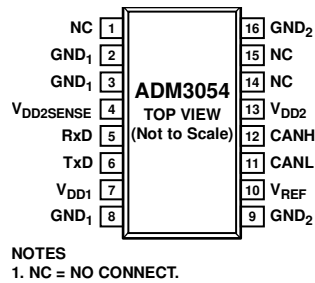 NC 1
GND1 2
GND1 3
VDD2SENSE 4
RxD 5
TxD 6
VDD1 7
GND1 8
ADM3054
TOP VIEW
(Not to Scale)
16 GND2
15 NC
14 NC
13 VDD2
12 CANH
11 CANL
10 VREF
9 GND2
NOTES
1. NC = NO CONNECT.